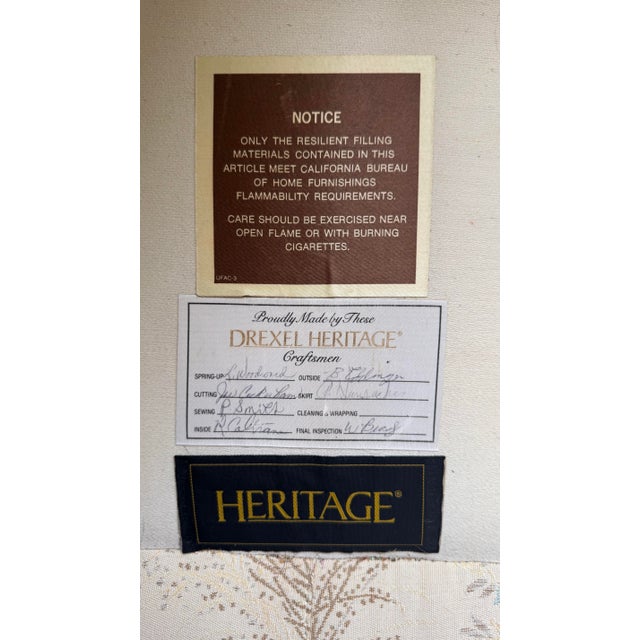 NOTICE
ONLY THE RESILIENT FILLING
MATERIALS CONTAINED IN THIS
ARTICLE MEET CALIFORNIA BUREAU
OF HOME FURNISHINGS
FLAMMABILITY REQUIREMENTS.
CARE SHOULD BE EXERCISED NEAR
OPEN FLAME OR WITH BURNING
CIGARETTES.
UFAC-3
Proudly Made by These
DREXEL HERITAGE®
Craftsmen
SPRING-UP OUTSIDE B
CUTTING SKIRT
SEWING P Smith CLEANING & WRAPPING
INSIDE FINAL INSPECTION W
HERITAGE®